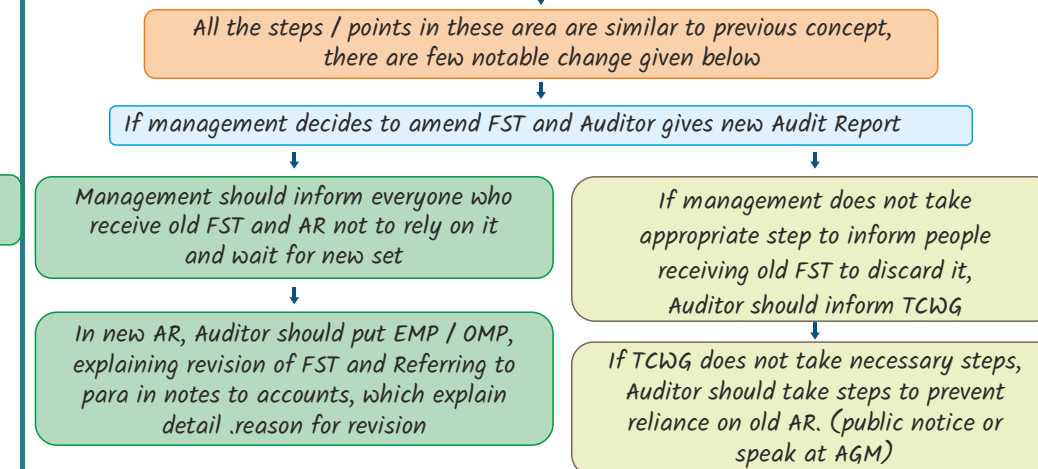 All the steps / points in these area are similar to previous concept,
there are few notable change given below
If management decides to amend FST and Auditor gives new Audit Report
Management should inform everyone who
receive old FST and AR not to rely on it
and wait for new set
In new AR, Auditor should put EMP / OMP,
explaining revision of FST and Referring to
para in notes to accounts, which explain
detail .reason for revision
If management does not take
appropriate step to inform people
receiving old FST to discard it,
Auditor should inform TCWG
If TCWG does not take necessary steps,
Auditor should take steps to prevent
reliance on old AR. (public notice or
speak at AGM)